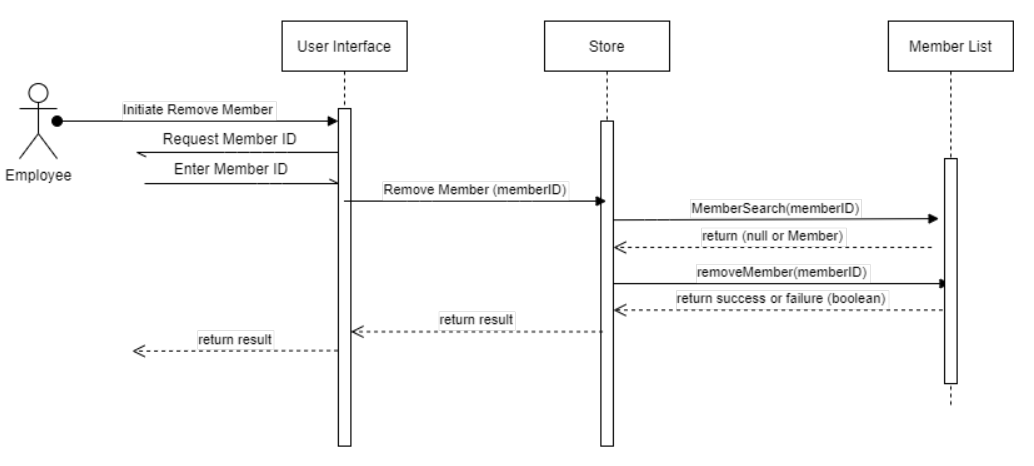 User Interface
Store
Member List
Employee
Initiate Remove Member
Request Member ID
Enter Member ID
Remove Member (memberID)
MemberSearch(memberID)
return (null or Member)
removeMember(memberID)
return success or failure (boolean)
return result
return result